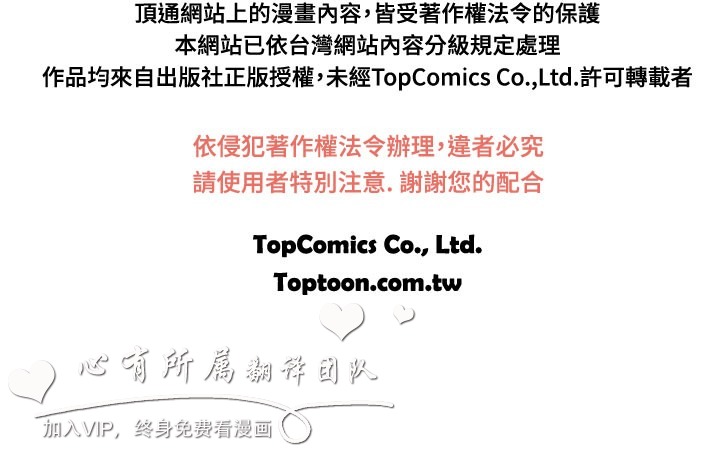 頂通網站上的漫畫內容,皆受著作權法令的保護
本網站已依台灣網站內容分級規定處理
作品均來自出版社正版授權,未經TopComics Co.,Ltd.許可轉載者
依侵犯著作權法令辦理,違者必究
請使用者特別注意. 謝謝您的配合
TopComics Co., Ltd.
Toptoon.com.tw
心有所属翻译团队
加入VIP, 终身免费看漫画